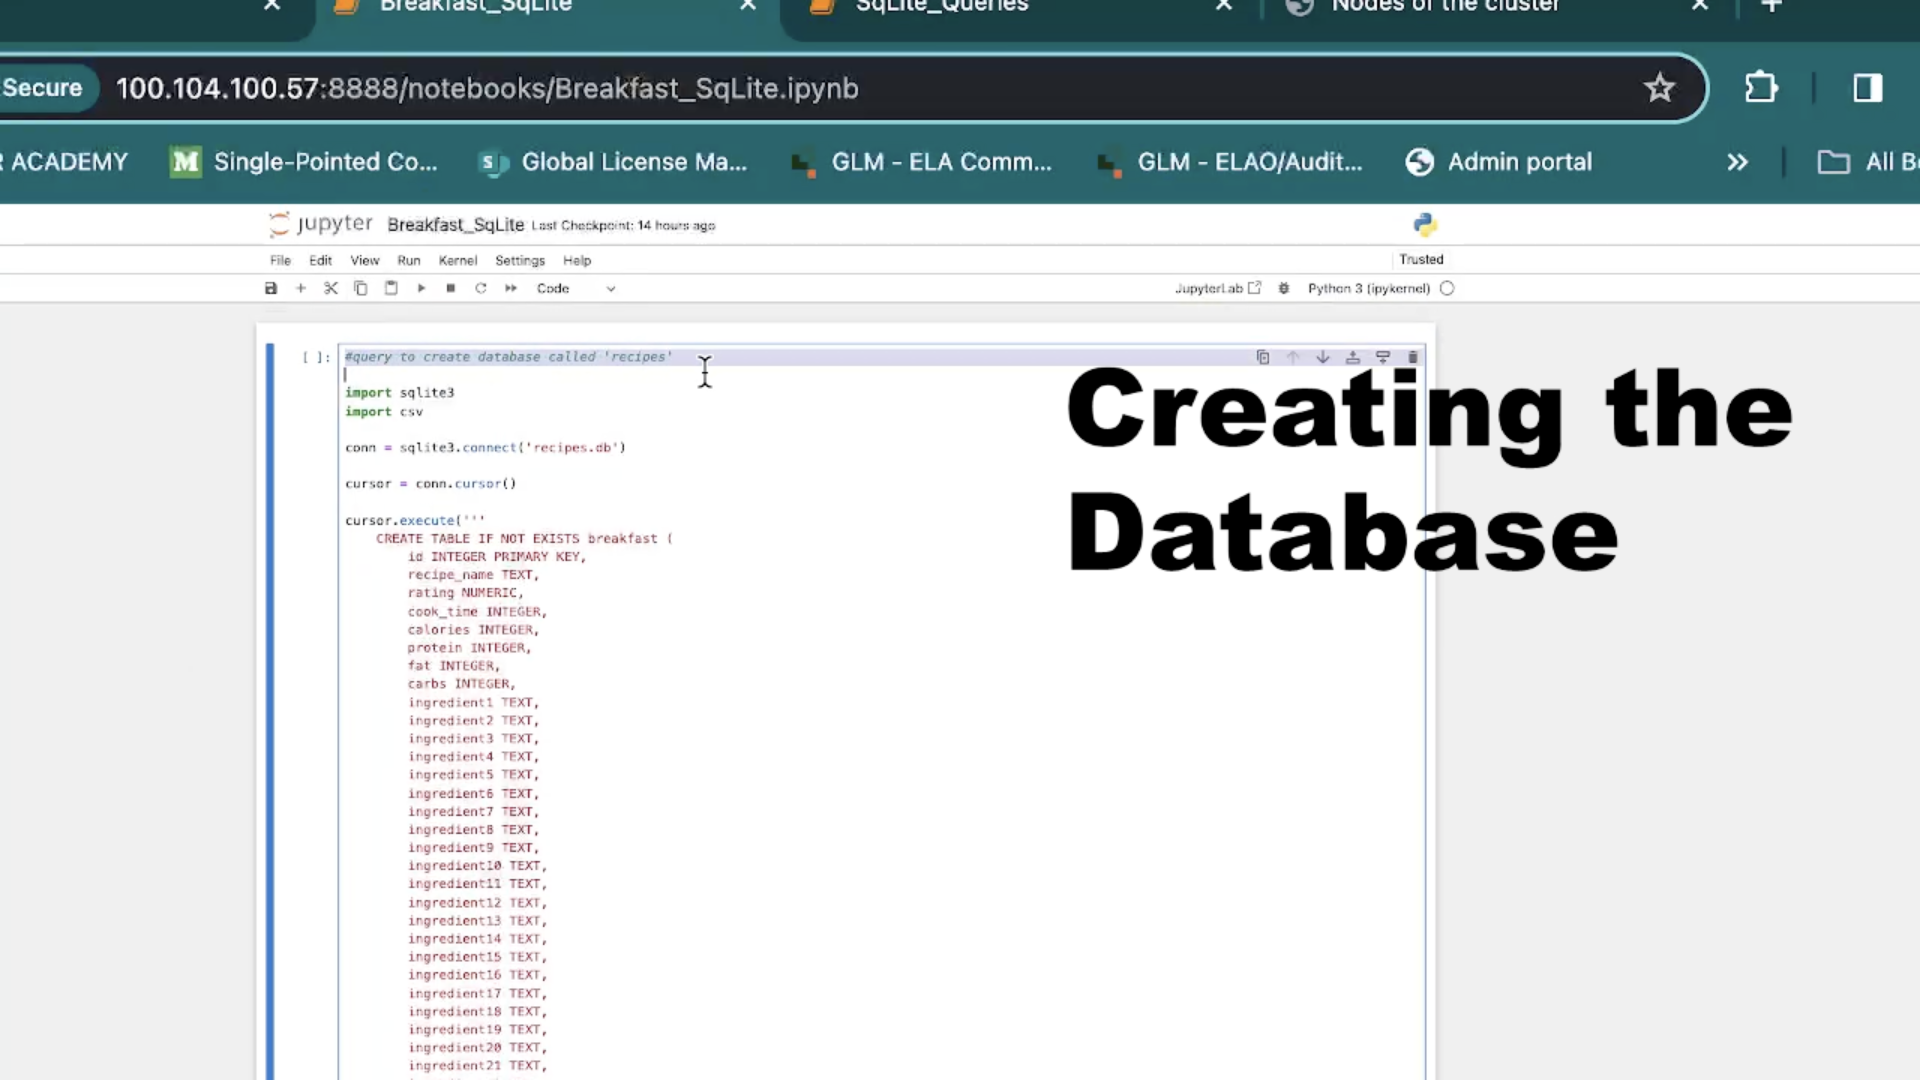 Breakfast_SqLite
SqLite_Queries
Nodes of the cluster
Secure
100.104.100.57:8888/notebooks/Breakfast_SqLite.ipynb
R ACADEMY
Single-Pointed Co...
Global License Ma...
GLM - ELA Comm...
GLM - ELAO/Audit...
Admin portal
All B
jupyter Breakfast_SqLite Last Checkpoint: 14 hours ago
File Edit View Run Kernel Settings Help
Trusted
Code
JupyterLab
Python 3 (ipykernel)
[ ]:
#query to create database called 'recipes'
import sqlite3
import csv
conn = sqlite3.connect('recipes.db')
cursor = conn.cursor()
cursor.execute('''
CREATE TABLE IF NOT EXISTS breakfast (
id INTEGER PRIMARY KEY,
recipe_name TEXT,
rating NUMERIC,
cook_time INTEGER,
calories INTEGER,
protein INTEGER,
fat INTEGER,
carbs INTEGER,
ingredient1 TEXT,
ingredient2 TEXT,
ingredient3 TEXT,
ingredient4 TEXT,
ingredient5 TEXT,
ingredient6 TEXT,
ingredient7 TEXT,
ingredient8 TEXT,
ingredient9 TEXT,
ingredient10 TEXT,
ingredient11 TEXT,
ingredient12 TEXT,
ingredient13 TEXT,
ingredient14 TEXT,
ingredient15 TEXT,
ingredient16 TEXT,
ingredient17 TEXT,
ingredient18 TEXT,
ingredient19 TEXT,
ingredient20 TEXT,
ingredient21 TEXT,
Creating the
Database